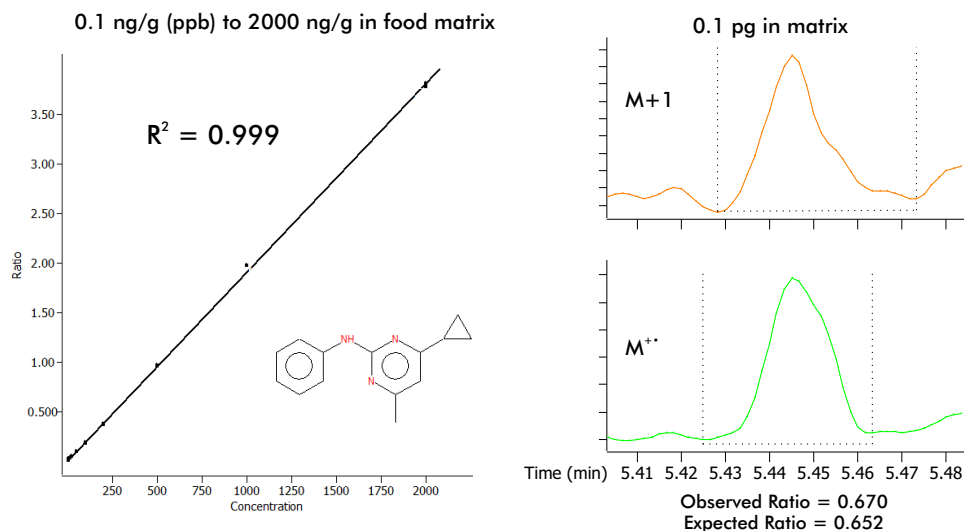 0.1 ng/g (ppb) to 2000 ng/g in food matrix
R² = 0.999
3.50
3.00
2.50
2.00
1.50
1.00
0.500
Ratio
NH
N
N
250 500 750 1000 1250 1500 1750 2000
Concentration
0.1 pg in matrix
M+1
M⁺•
Time (min) 5.41 5.42 5.43 5.44 5.45 5.46 5.47 5.48
Observed Ratio = 0.670
Expected Ratio = 0.652